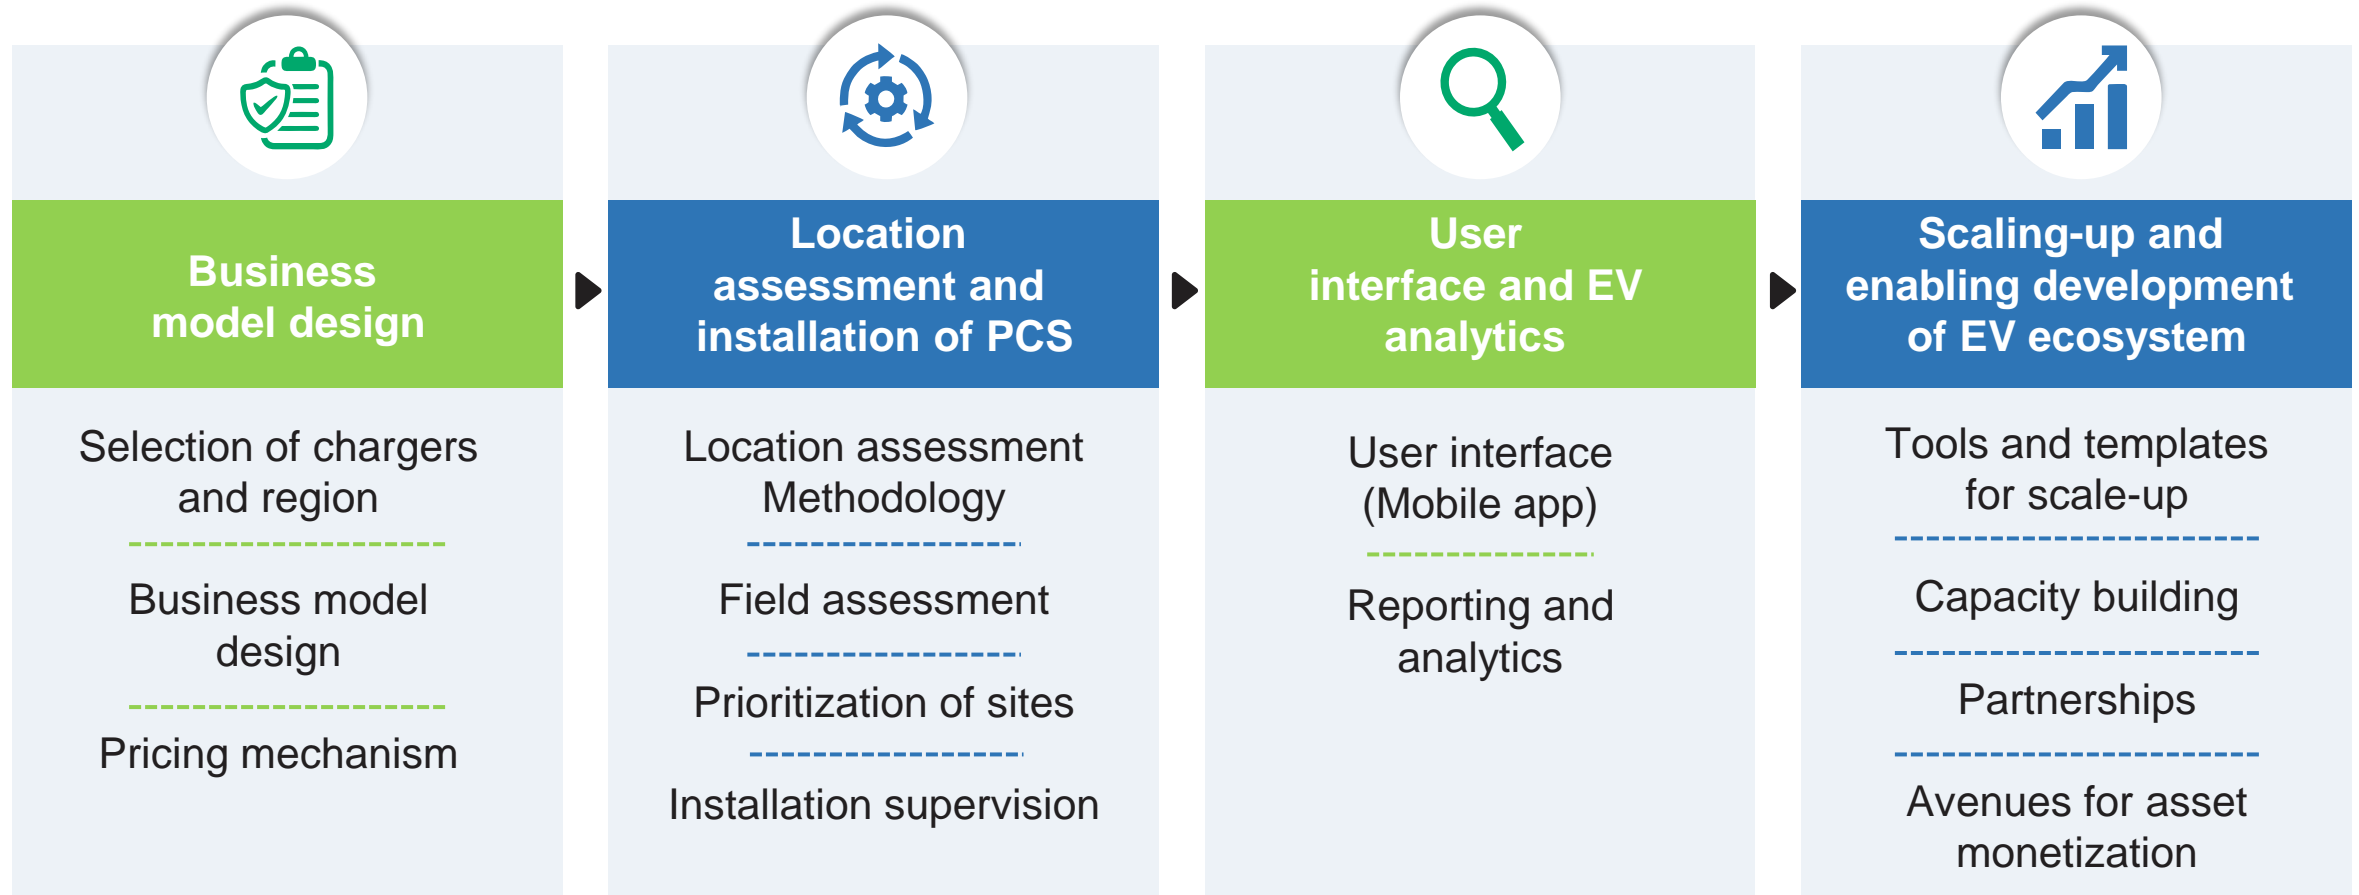 Business
model design
Selection of chargers
and region
Business model
design
Pricing mechanism
Location
assessment and
installation of PCS
Location assessment
Methodology
Field assessment
Prioritization of sites
Installation supervision
User
interface and EV
analytics
User interface
(Mobile app)
Reporting and
analytics
Scaling-up and
enabling development
of EV ecosystem
Tools and templates
for scale-up
Capacity building
Partnerships
Avenues for asset
monetization